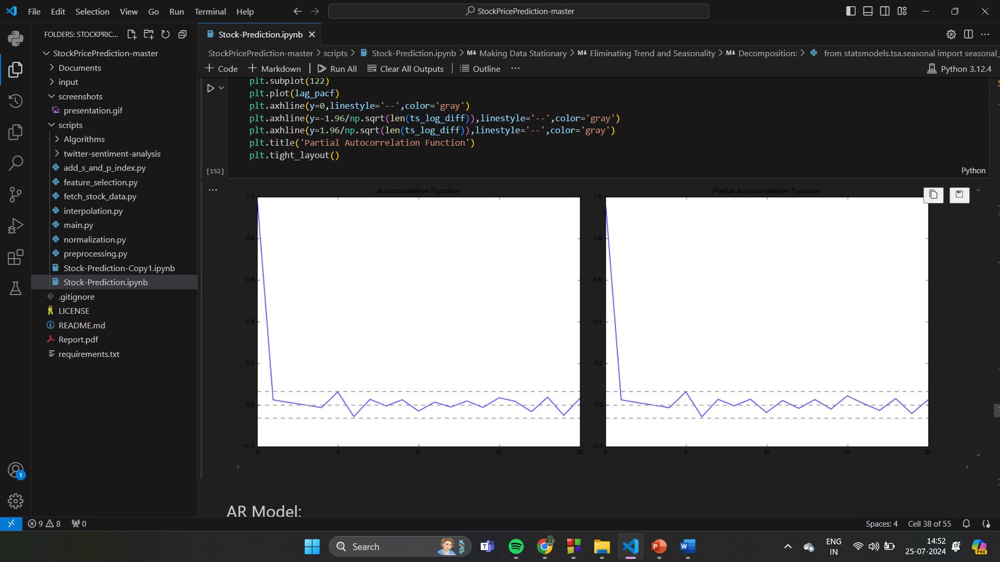 File Edit Selection View Go Run Terminal Help
StockPricePrediction-master
FOLDERS: STOCKPRIC...
StockPricePrediction-master
Documents
input
screenshots
presentation.gif
scripts
Algorithms
twitter-sentiment-analysis
add_s_and_p_index.py
feature_selection.py
fetch_stock_data.py
interpolation.py
main.py
normalization.py
preprocessing.py
Stock-Prediction-Copy1.ipynb
Stock-Prediction.ipynb
.gitignore
LICENSE
README.md
Report.pdf
requirements.txt
Stock-Prediction.ipynb
StockPricePrediction-master > scripts > Stock-Prediction.ipynb > M↓ Making Data Stationary > M↓ Eliminating Trend and Seasonality > M↓ Decomposition: > from statsmodels.tsa.seasonal import seasonal_
+ Code + Markdown | Run All Clear All Outputs | Outline ... Python 3.12.4
plt.subplot(122)
plt.plot(lag_pacf)
plt.axhline(y=0,linestyle='--',color='gray')
plt.axhline(y=-1.96/np.sqrt(len(ts_log_diff)),linestyle='--',color='gray')
plt.axhline(y=1.96/np.sqrt(len(ts_log_diff)),linestyle='--',color='gray')
plt.title('Partial Autocorrelation Function')
plt.tight_layout()
[152] Python
Autocorrelation Function
1.0
0.8
0.6
0.4
0.2
0.0
−0.2
0 5 10 15 20
Partial Autocorrelation Function
1.0
0.8
0.6
0.4
0.2
0.0
−0.2
0 5 10 15 20
AR Model:
1
9 8 0
Spaces: 4 Cell 38 of 55
Search
ENG
IN
14:52
25-07-2024
PRE